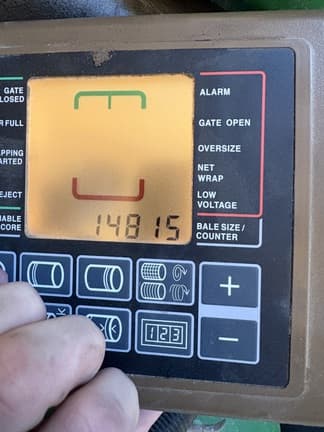 GATE
LOSED
R FULL
PPING
ARTED
EJECT
IABLE
CORE
ALARM
GATE OPEN
OVERSIZE
NET
WRAP
LOW
VOLTAGE
14815
BALE SIZE /
COUNTER
+
123
−